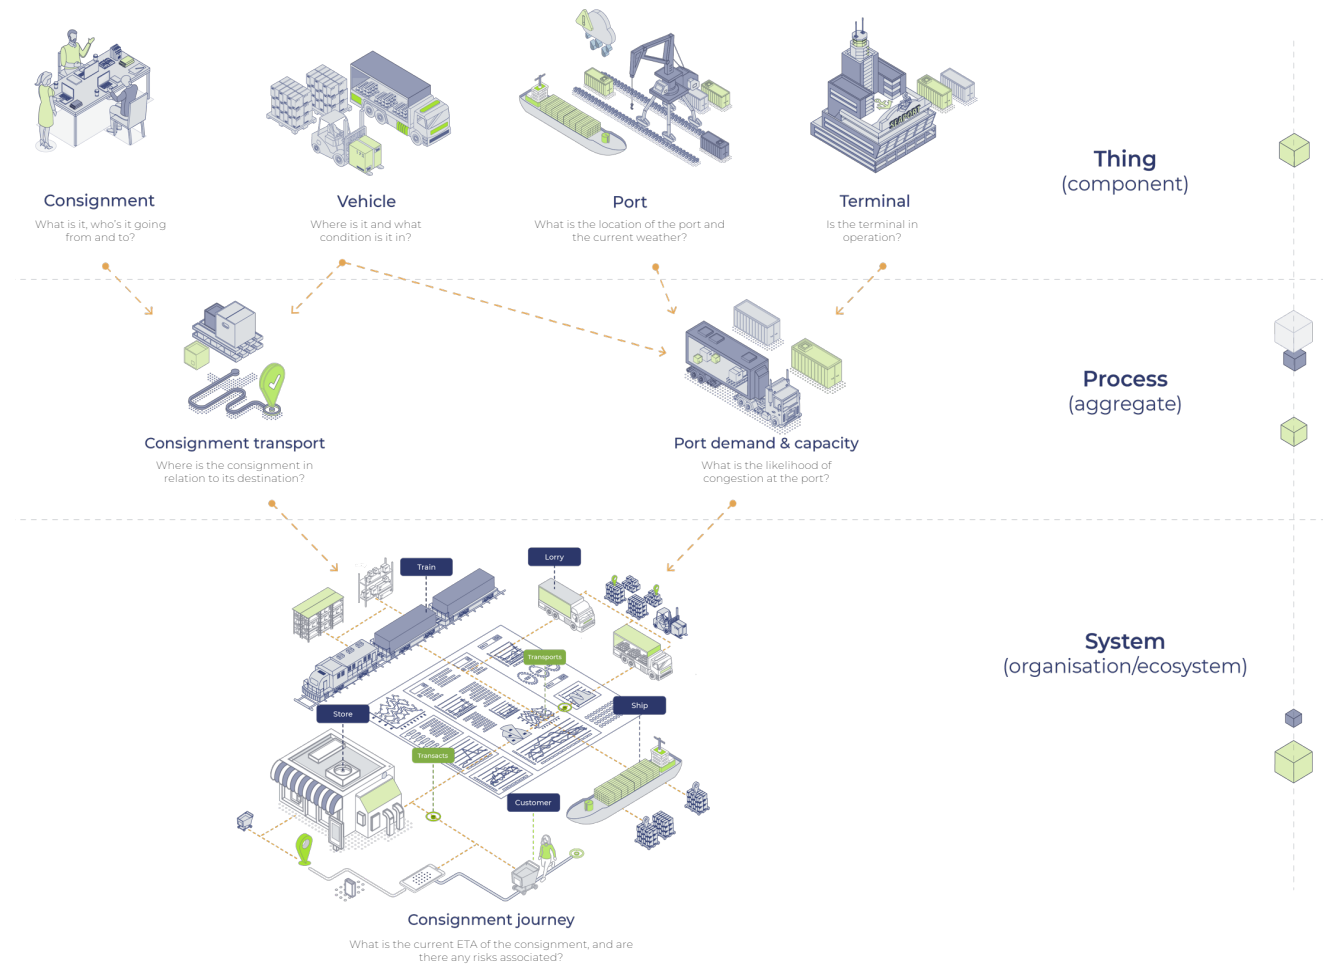 Consignment
What is it, who's it going
from and to?
Vehicle
Where is it and what
condition is it in?
Port
What is the location of the port and
the current weather?
SEAPORT
Terminal
Is the terminal in
operation?
Thing
(component)
Consignment transport
Where is the consignment in
relation to its destination?
Port demand & capacity
What is the likelihood of
congestion at the port?
Process
(aggregate)
Train
Lorry
Transports
Store
Ship
Transacts
Customer
System
(organisation/ecosystem)
Consignment journey
What is the current ETA of the consignment, and are
there any risks associated?